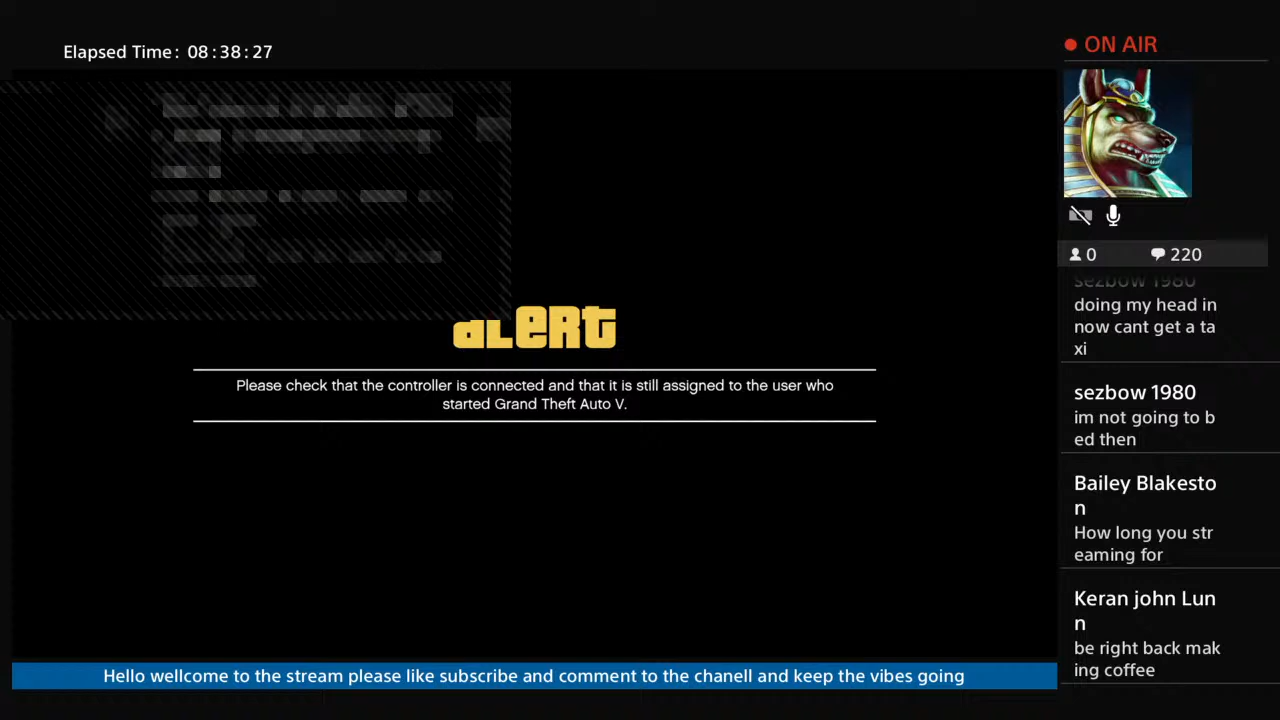 Elapsed Time: 08:38:27
ON AIR
0 220
sezbow 1980
doing my head in
now cant get a ta
xi
sezbow 1980
im not going to b
ed then
Bailey Blakesto
n
How long you str
eaming for
Keran john Lun
n
be right back mak
ing coffee
alert
Please check that the controller is connected and that it is still assigned to the user who
started Grand Theft Auto V.
Hello wellcome to the stream please like subscribe and comment to the chanell and keep the vibes going